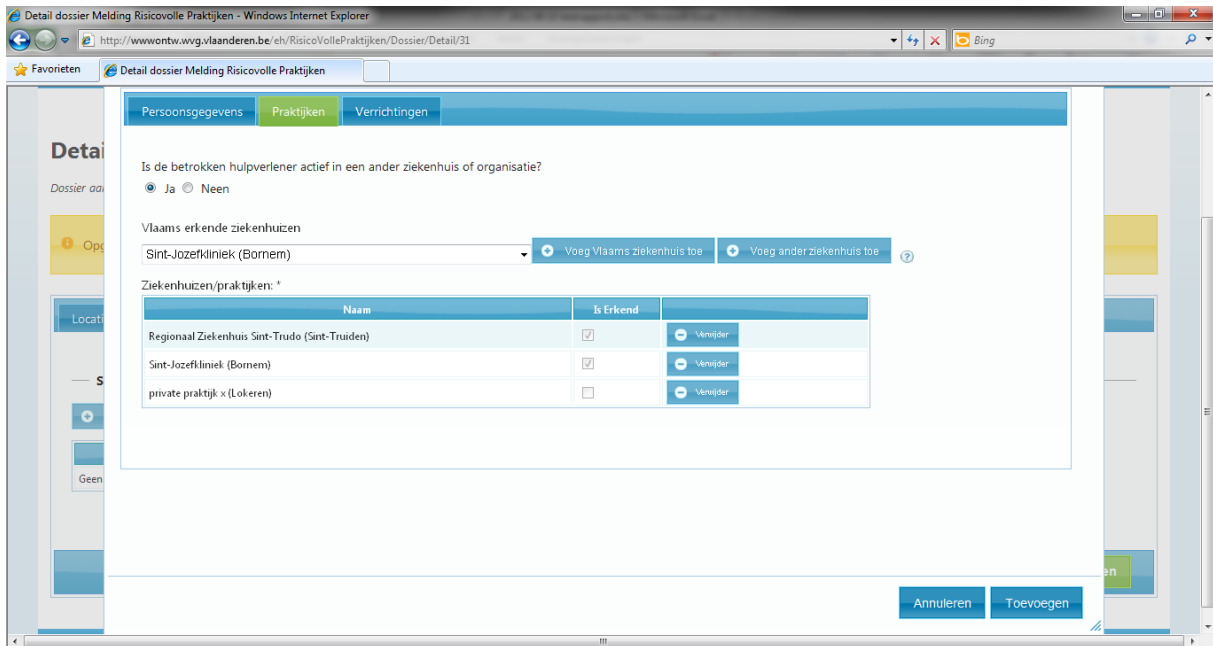 Detail dossier Melding Risicovolle Praktijken - Windows Internet Explorer
http://wwwontw.wvg.vlaanderen.be/eh/RisicoVollePraktijken/Dossier/Detail/31
Bing
Favorieten
Detail dossier Melding Risicovolle Praktijken
Persoonsgegevens Praktijken Verrichtingen
Detai
Is de betrokken hulpverlener actief in een ander ziekenhuis of organisatie?
Dossier aa
Ja Neen
Vlaams erkende ziekenhuizen
Opg
Sint-Jozefkliniek (Bornem) Voeg Vlaams ziekenhuis toe Voeg ander ziekenhuis toe ?
Ziekenhuizen/praktijken: *
Naam Is Erkend
Locati
Regionaal Ziekenhuis Sint-Trudo (Sint-Truiden) Verwijder
Sint-Jozefkliniek (Bornem) Verwijder
S
private praktijk x (Lokeren) Verwijder
Geen
en
Annuleren Toevoegen